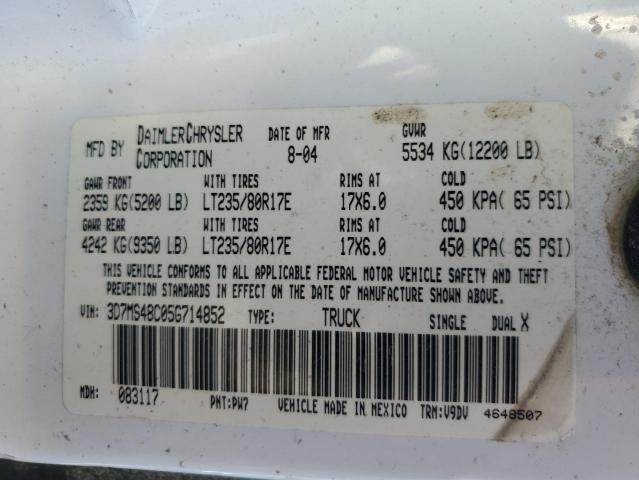 MFD BY DAIMLERCHRYSLER CORPORATION DATE OF MFR 8-04 GVWR 5534 KG(12200 LB)
GAWR FRONT WITH TIRES RIMS AT COLD
2359 KG(5200 LB) LT235/80R17E 17X6.0 450 KPA( 65 PSI)
GAWR REAR WITH TIRES RIMS AT COLD
4242 KG(9350 LB) LT235/80R17E 17X6.0 450 KPA( 65 PSI)
THIS VEHICLE CONFORMS TO ALL APPLICABLE FEDERAL MOTOR VEHICLE SAFETY AND THEFT
PREVENTION STANDARDS IN EFFECT ON THE DATE OF MANUFACTURE SHOWN ABOVE.
VIN: 3D7MS48C05G714852 TYPE: TRUCK SINGLE DUAL X
MDH: 083117 PNT:PW7 VEHICLE MADE IN MEXICO TRM:V9DV 4648507